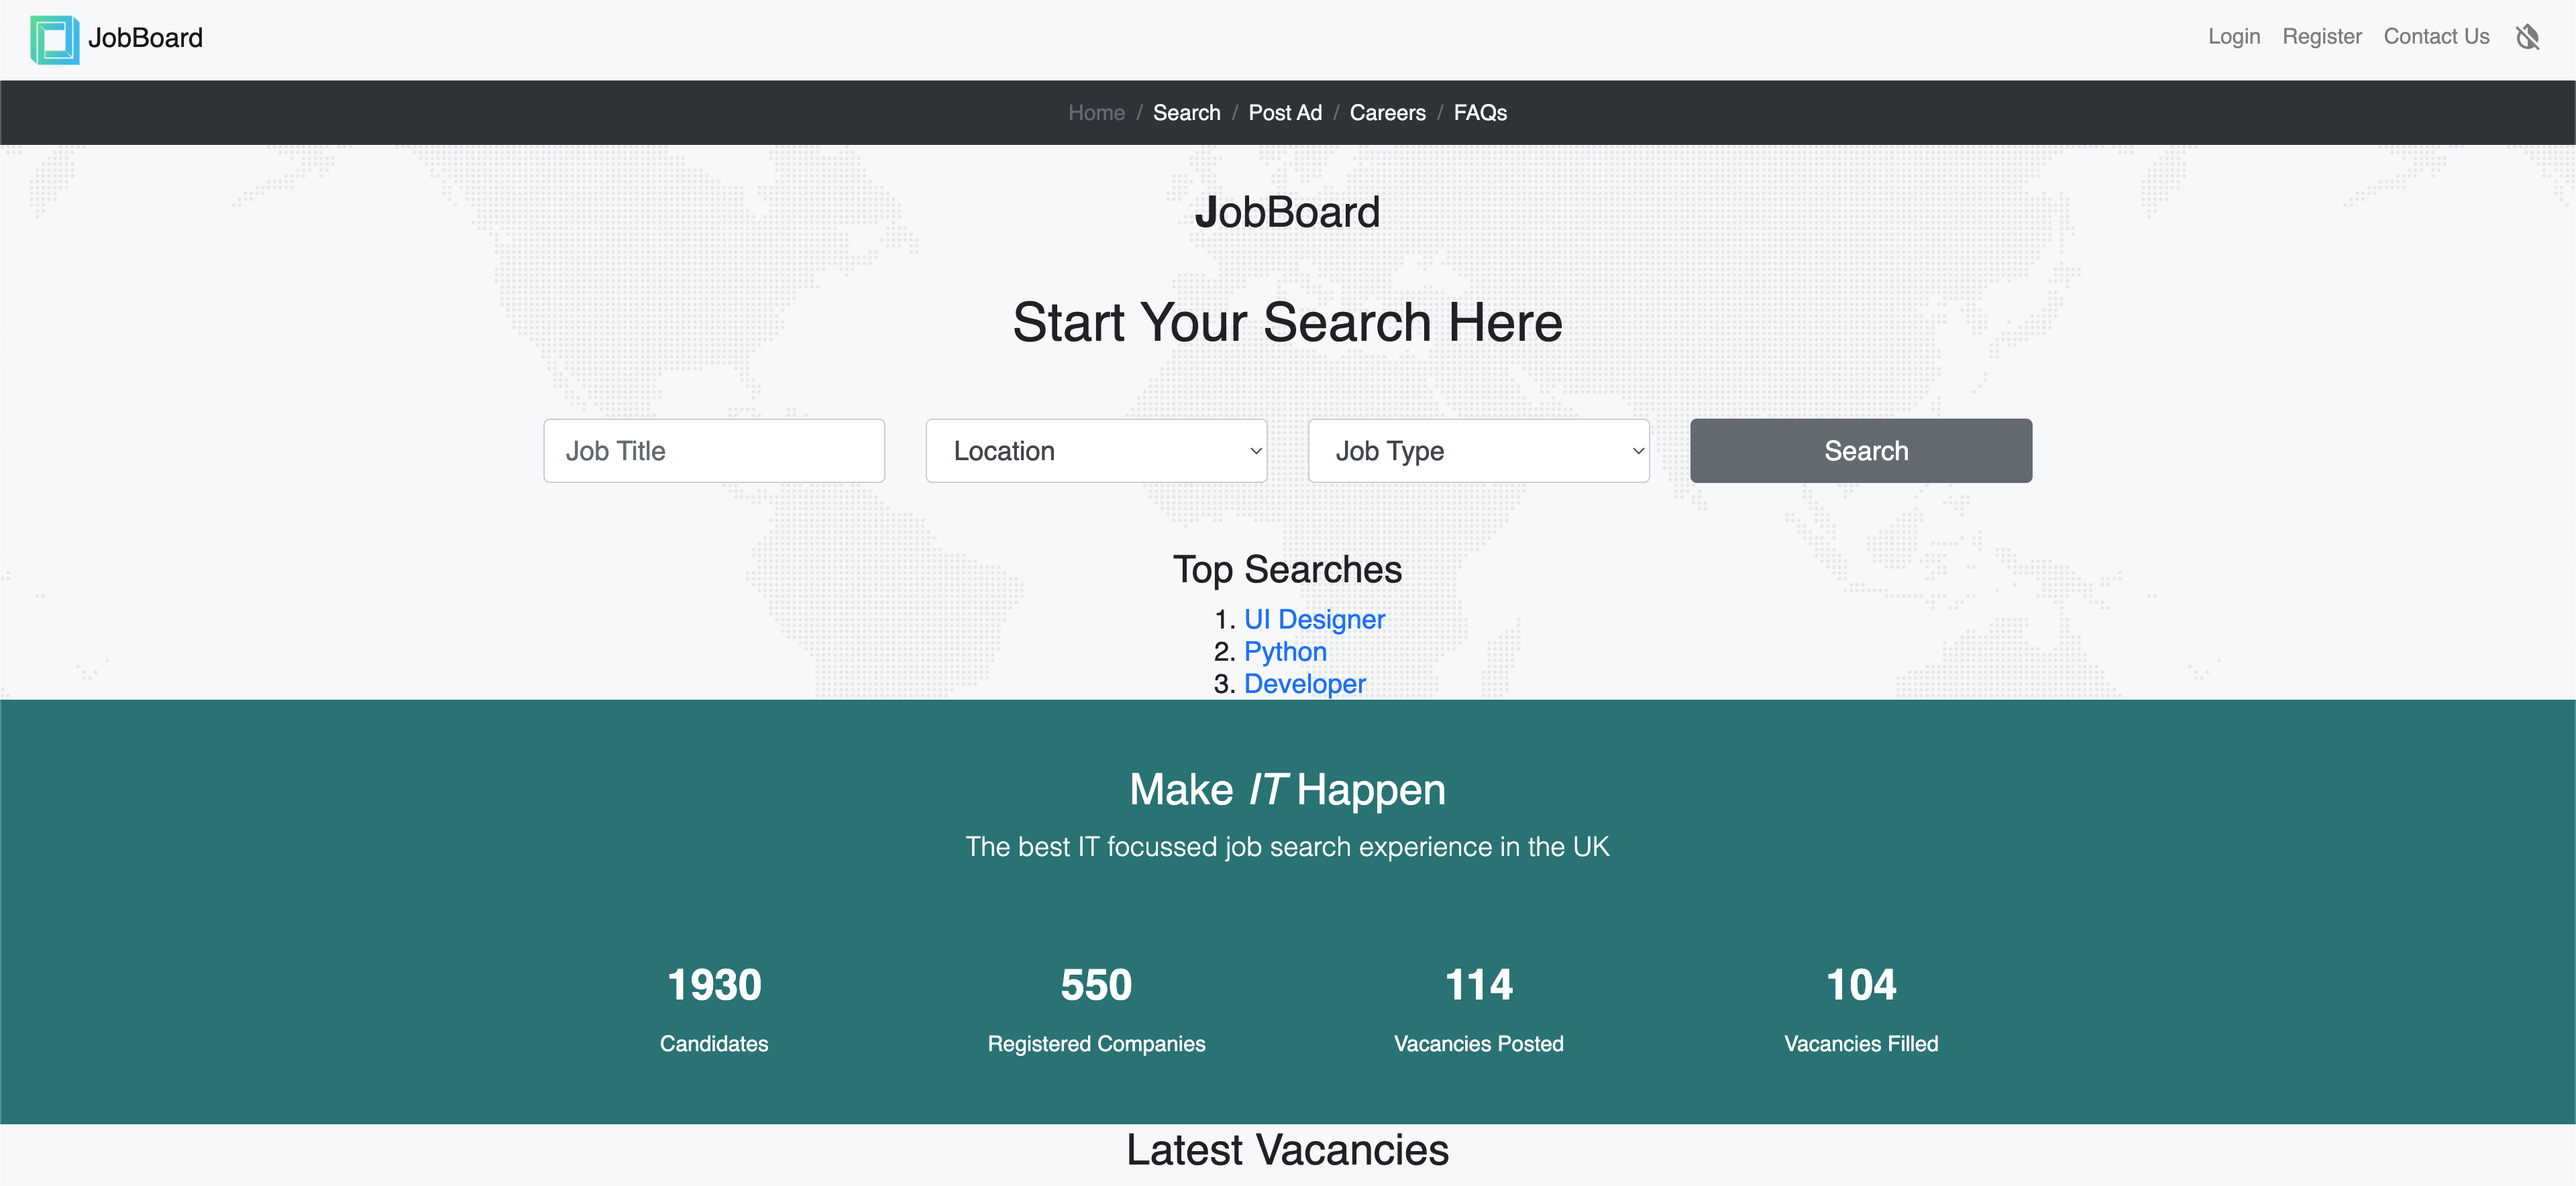 JobBoard
Login Register Contact Us
Home / Search / Post Ad / Careers / FAQs
JobBoard
Start Your Search Here
Job Title
Location
Job Type
Search
Top Searches
1. UI Designer
2. Python
3. Developer
Make IT Happen
The best IT focussed job search experience in the UK
1930
Candidates
550
Registered Companies
114
Vacancies Posted
104
Vacancies Filled
Latest Vacancies